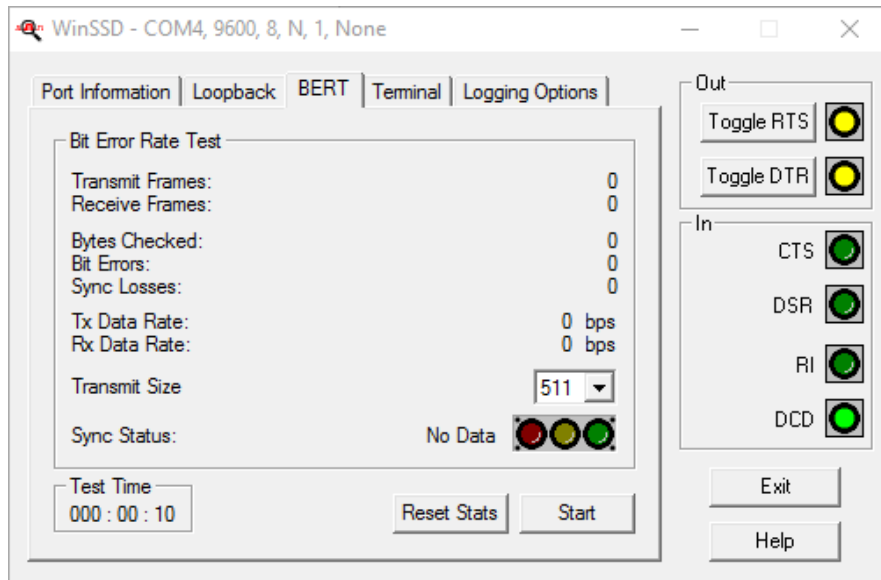 WinSSD - COM4, 9600, 8, N, 1, None
Port Information Loopback BERT Terminal Logging Options
Bit Error Rate Test
Transmit Frames: 0
Receive Frames: 0
Bytes Checked: 0
Bit Errors: 0
Sync Losses: 0
Tx Data Rate: 0 bps
Rx Data Rate: 0 bps
Transmit Size 511
Sync Status: No Data
Test Time
000 : 00 : 10
Reset Stats Start
Out
Toggle RTS
Toggle DTR
In
CTS
DSR
RI
DCD
Exit
Help